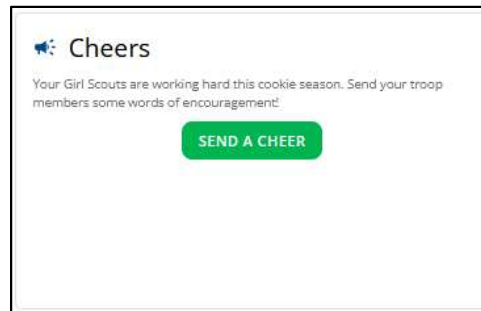 Cheers
Your Girl Scouts are working hard this cookie season. Send your troop
members some words of encouragement!
SEND A CHEER